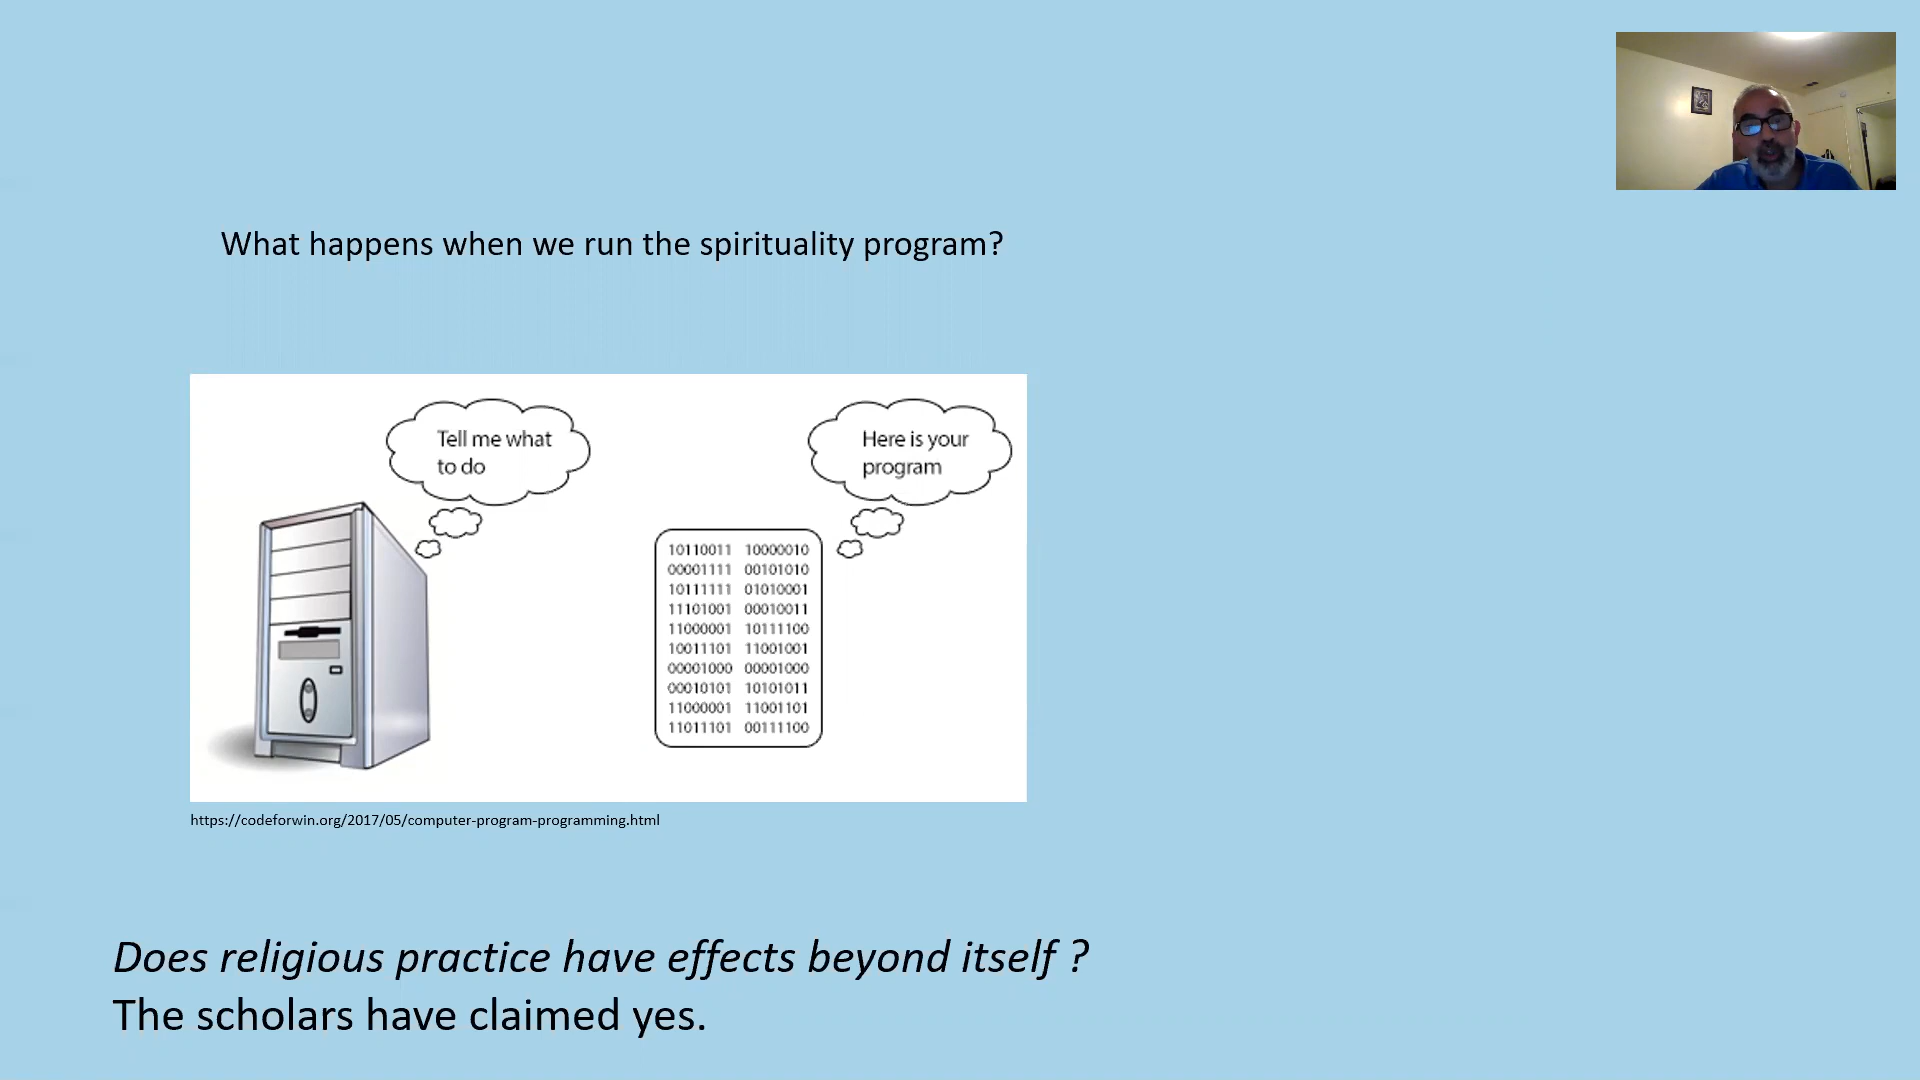 What happens when we run the spirituality program?
Tell me what
to do
Here is your
program
10110011 10000010
00001111 00101010
10111111 01010001
11101001 00010011
11000001 10111100
10011101 11001001
00001000 00001000
00010101 10101011
11000001 11001101
11011101 00111100
https://codeforwin.org/2017/05/computer-program-programming.html
Does religious practice have effects beyond itself ?
The scholars have claimed yes.